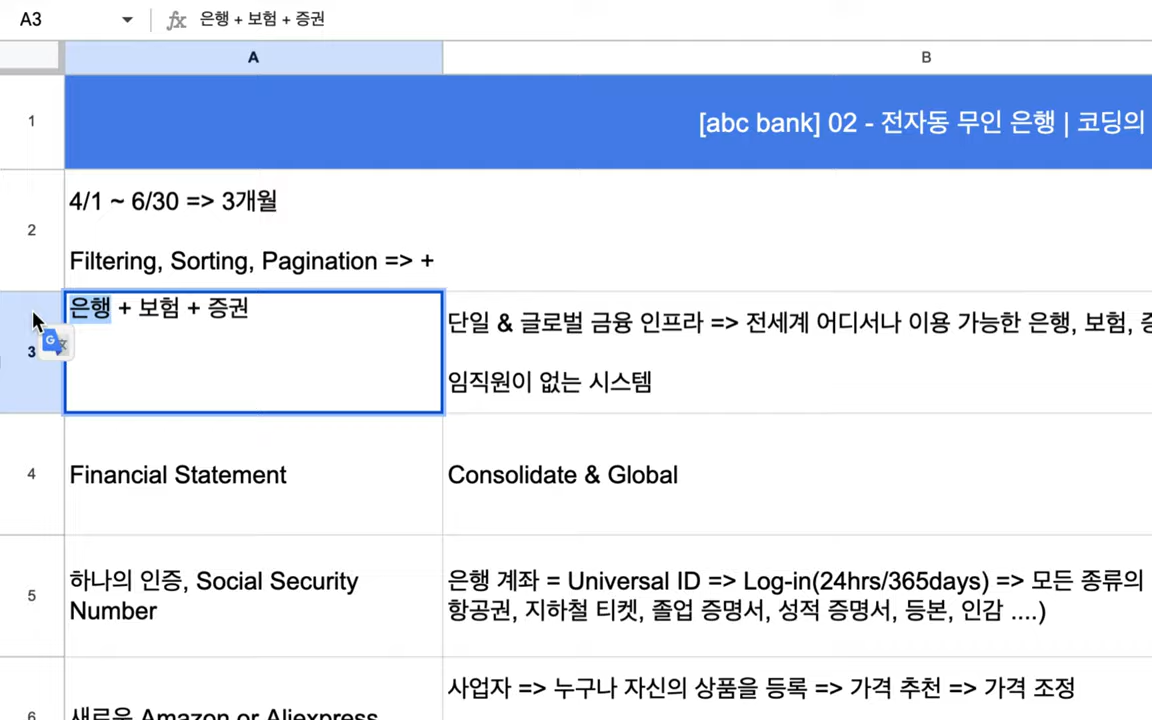 A3 fx 은행 + 보험 + 증권
A B
1 [abc bank] 02 - 전자동 무인 은행 | 코딩의
4/1 ~ 6/30 => 3개월
2
Filtering, Sorting, Pagination => +
은행 + 보험 + 증권
단일 & 글로벌 금융 인프라 => 전세계 어디서나 이용 가능한 은행, 보험,
3
임직원이 없는 시스템
4 Financial Statement Consolidate & Global
하나의 인증, Social Security 은행 계좌 = Universal ID => Log-in(24hrs/365days) => 모든 종류의
5
Number 항공권, 지하철 티켓, 졸업 증명서, 성적 증명서, 등본, 인감 ....)
사업자 => 누구나 자신의 상품을 등록 => 가격 추천 => 가격 조정
6 새로운 Amazon or Aliexpress